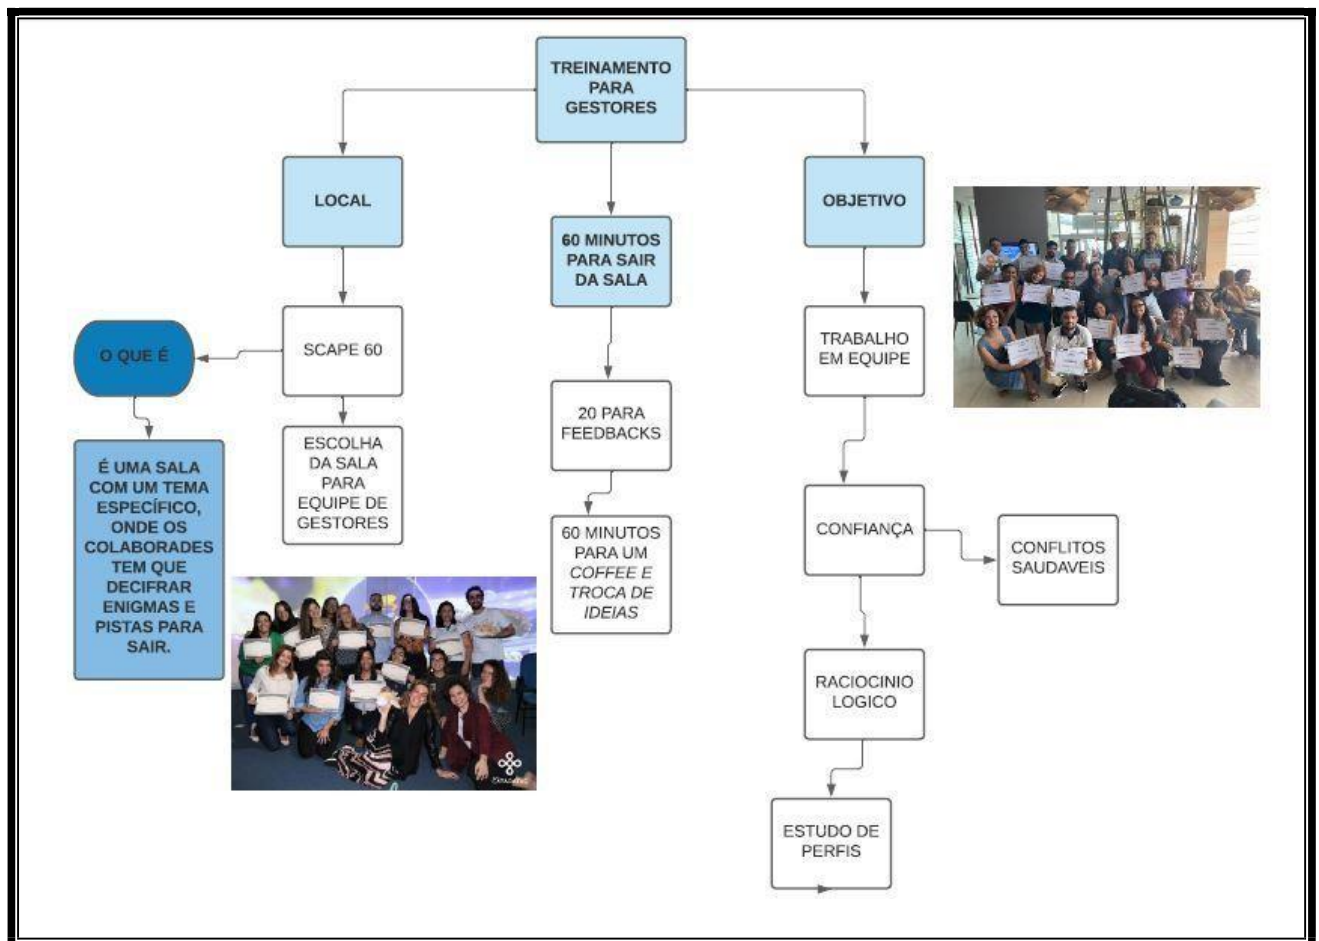 TREINAMENTO
PARA
GESTORES
LOCAL
SCAPE 60
O QUE É
É UMA SALA
COM UM TEMA
ESPECÍFICO,
ONDE OS
COLABORADES
TEM QUE
DECIFRAR
ENIGMAS E
PISTAS PARA
SAIR.
ESCOLHA
DA SALA
PARA
EQUIPE DE
GESTORES
60 MINUTOS
PARA SAIR
DA SALA
20 PARA
FEEDBACKS
60 MINUTOS
PARA UM
COFFEE E
TROCA DE
IDEIAS
OBJETIVO
TRABALHO
EM EQUIPE
CONFIANÇA
CONFLITOS
SAUDAVEIS
RACIOCINIO
LOGICO
ESTUDO DE
PERFIS